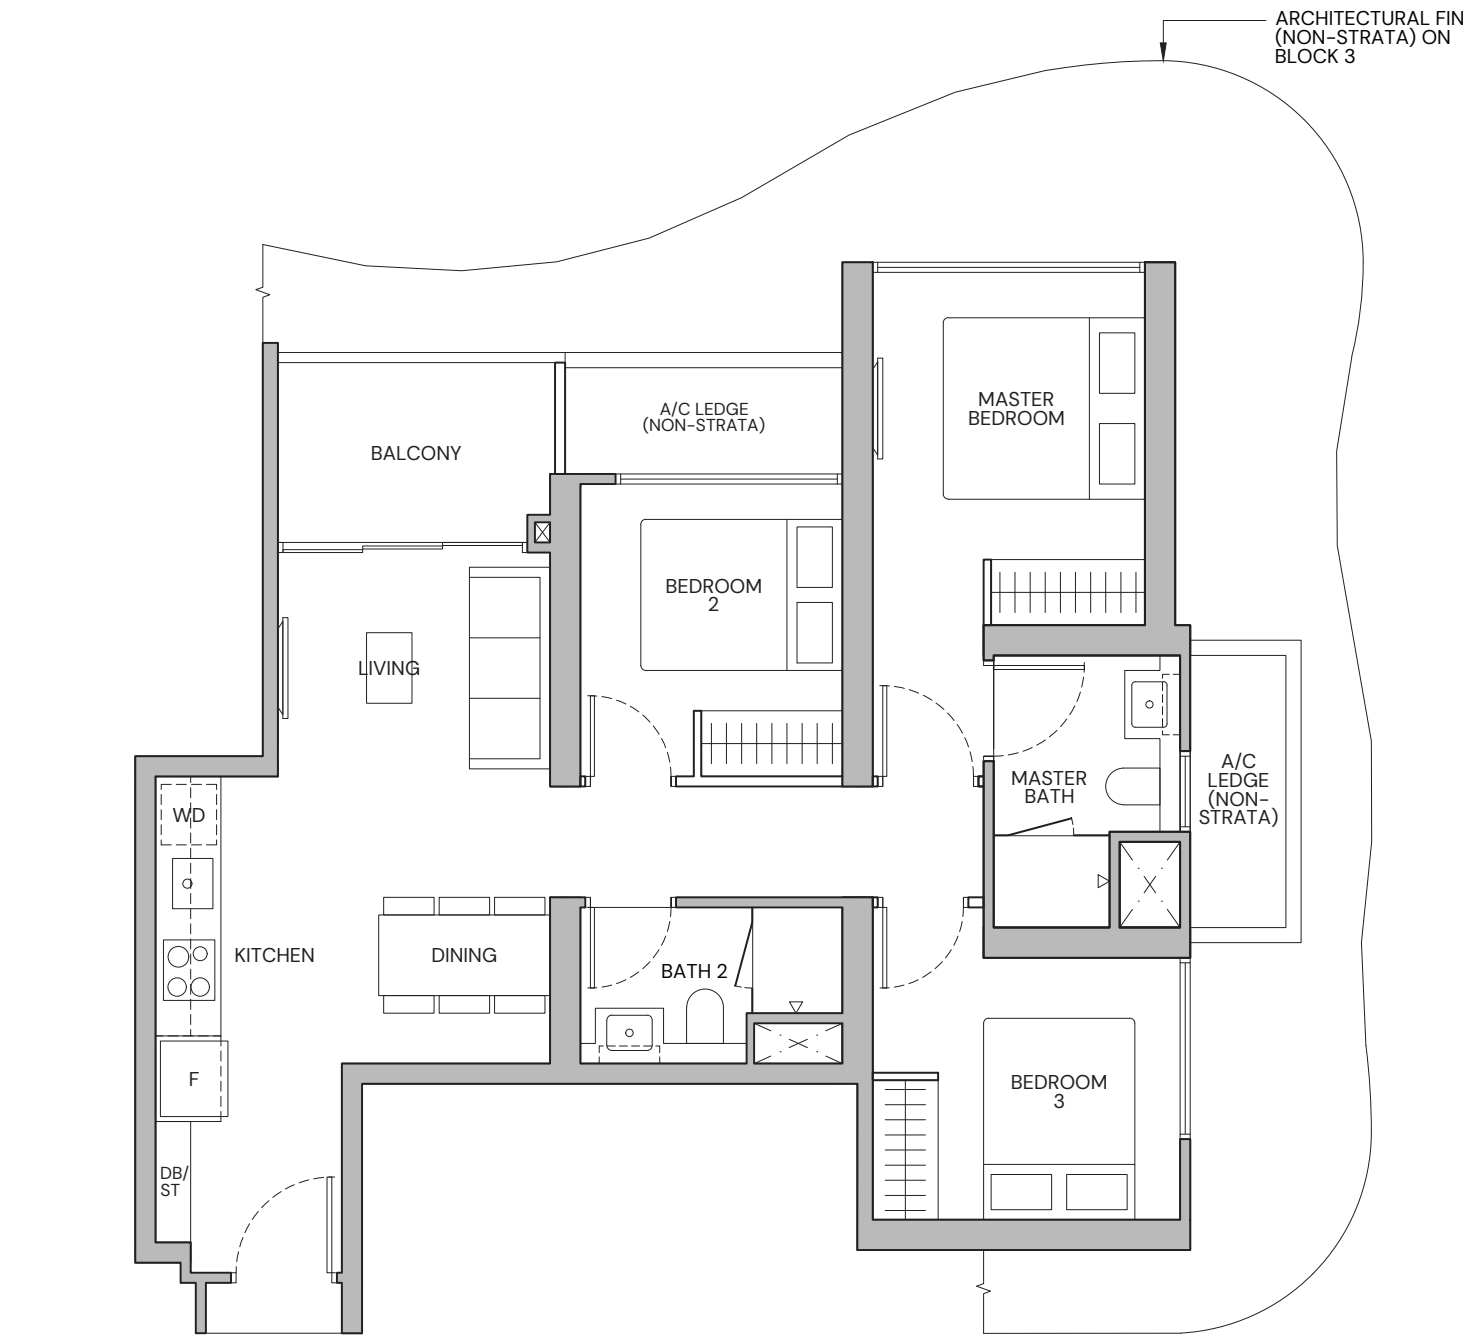 ARCHITECTURAL FIN
(NON-STRATA) ON
BLOCK 3
MASTER
BEDROOM
A/C LEDGE
(NON-STRATA)
BALCONY
BEDROOM
2
LIVING
A/C
LEDGE
(NON-
STRATA)
MASTER
BATH
WD
KITCHEN
DINING
BATH 2
F
BEDROOM
3
DB/
ST